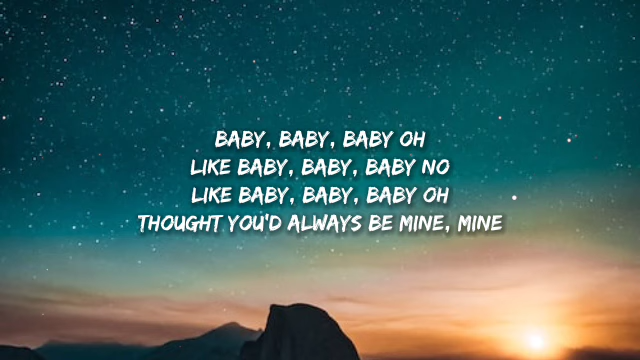 BABY, BABY, BABY OH
LIKE BABY, BABY, BABY NO
LIKE BABY, BABY, BABY OH
THOUGHT YOU'D ALWAYS BE MINE, MINE